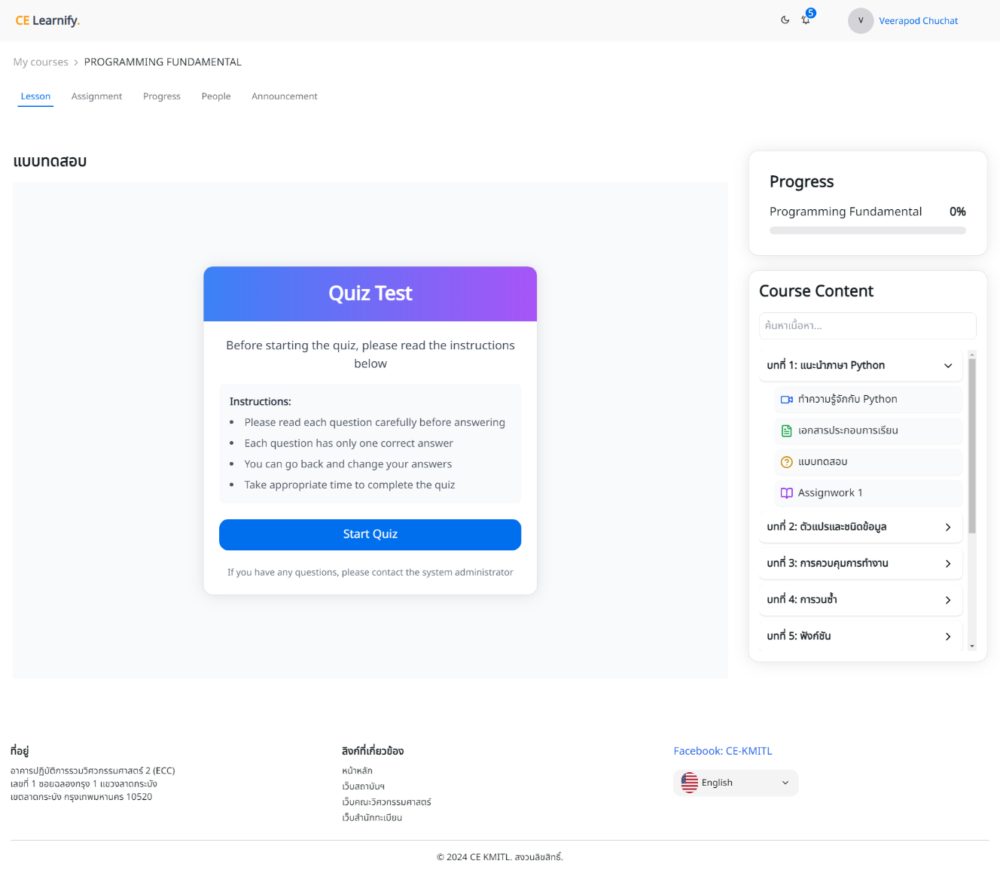 CE Learnify.
5
V
Veerapod Chuchat
My courses > PROGRAMMING FUNDAMENTAL
Lesson
Assignment
Progress
People
Announcement
แบบทดสอบ
Quiz Test
Before starting the quiz, please read the instructions
below
Instructions:
• Please read each question carefully before answering
• Each question has only one correct answer
• You can go back and change your answers
• Take appropriate time to complete the quiz
Start Quiz
If you have any questions, please contact the system administrator
Progress
Programming Fundamental 0%
Course Content
ค้นหาเนื้อหา...
บทที่ 1: แนะนำภาษา Python
ทำความรู้จักกับ Python
เอกสารประกอบการเรียน
แบบทดสอบ
Assignwork 1
บทที่ 2: ตัวแปรและชนิดข้อมูล
บทที่ 3: การควบคุมการทำงาน
บทที่ 4: การวนซ้ำ
บทที่ 5: ฟังก์ชัน
ที่อยู่
อาคารปฏิบัติการรวมวิศวกรรมศาสตร์ 2 (ECC)
เลขที่ 1 ซอยฉลองกรุง 1 แขวงลาดกระบัง
เขตลาดกระบัง กรุงเทพมหานคร 10520
ลิงก์ที่เกี่ยวข้อง
หน้าหลัก
เว็บสถาบันฯ
เว็บคณะวิศวกรรมศาสตร์
เว็บสำนักทะเบียน
Facebook: CE-KMITL
English
© 2024 CE KMITL. สงวนลิขสิทธิ์.